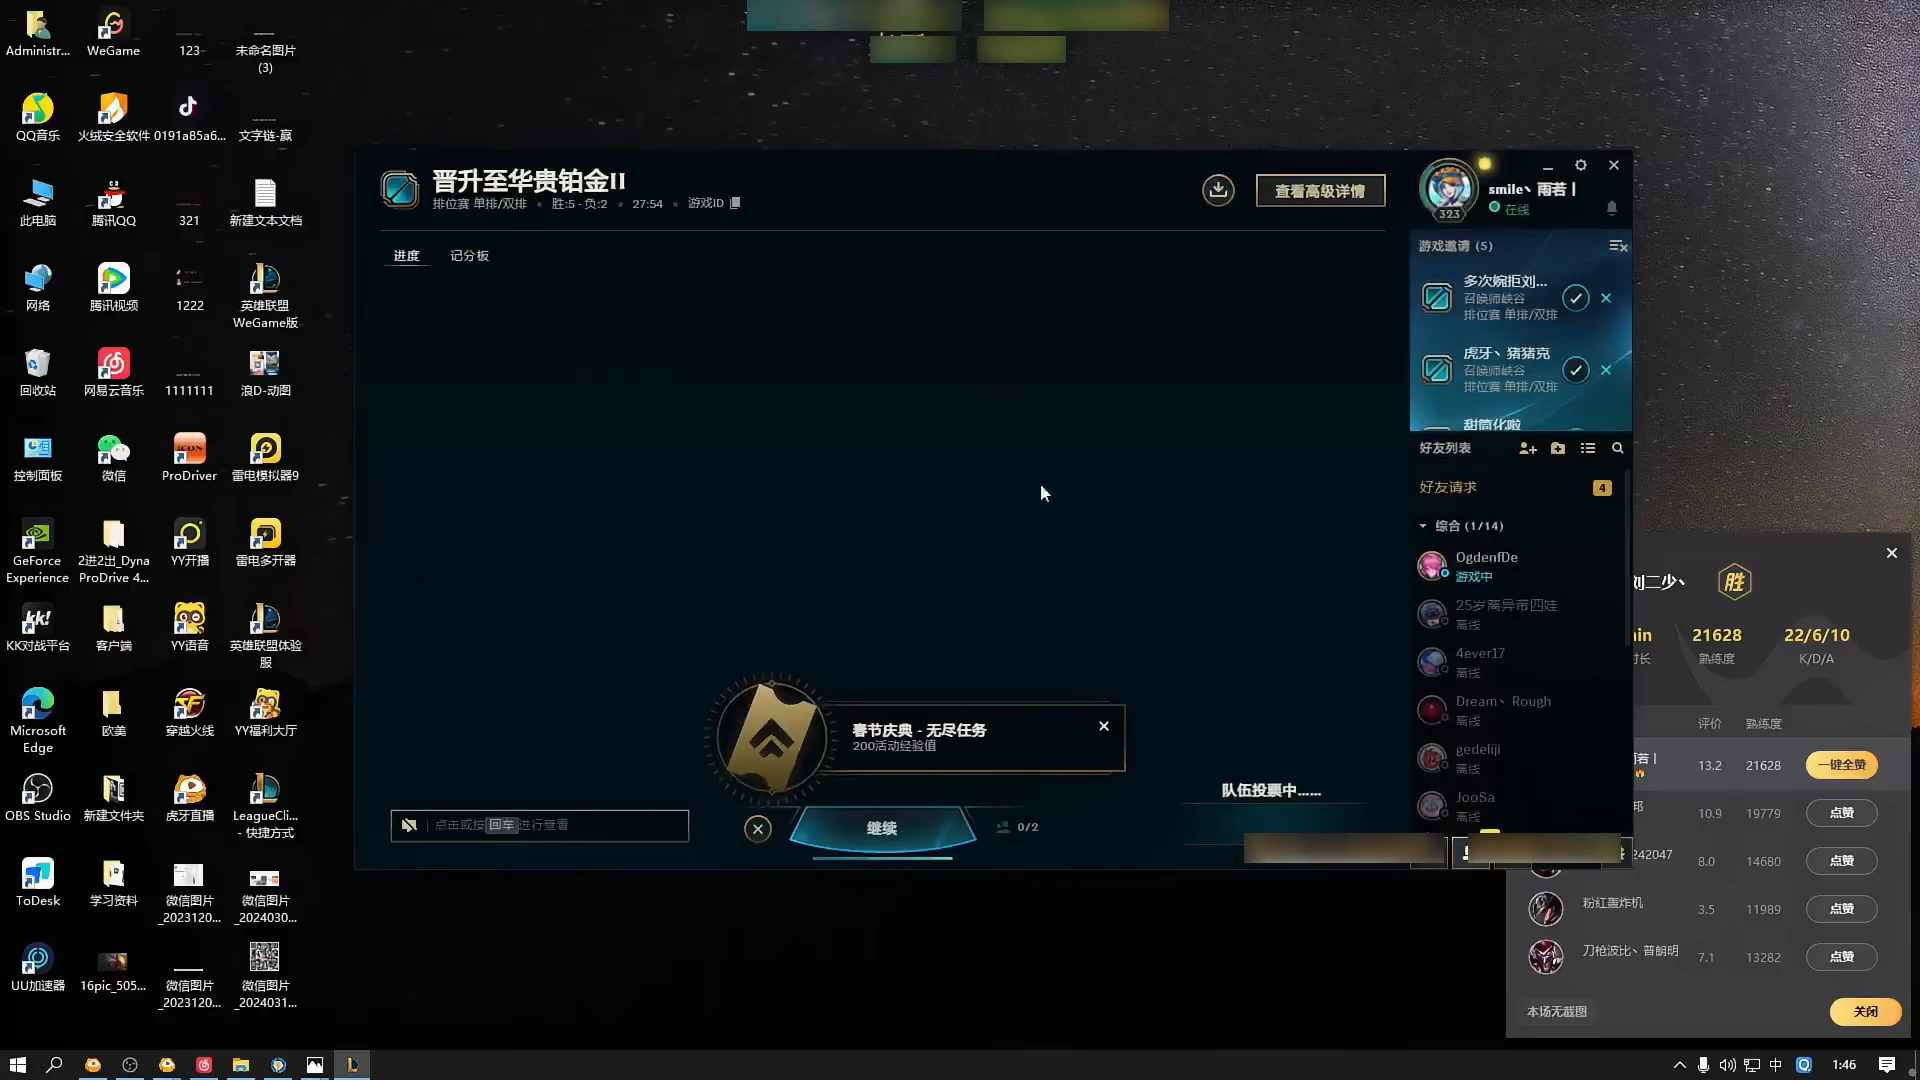 Administr...
WeGame
123
未命名图片
(3)
QQ音乐
火绒安全软件
0191a85a6...
文字链-赢
此电脑
腾讯QQ
321
新建文本文档
网络
腾讯视频
1222
英雄联盟
WeGame版
回收站
网易云音乐
1111111
浪D-动图
控制面板
微信
ProDriver
雷电模拟器9
GeForce
Experience
2进2出_Dyna
ProDrive 4...
YY开播
雷电多开器
KK对战平台
客户端
YY语音
英雄联盟体验
服
Microsoft
Edge
欧美
穿越火线
YY福利大厅
OBS Studio
新建文件夹
虎牙直播
LeagueCli...
- 快捷方式
ToDesk
学习资料
微信图片
_2023120...
微信图片
_2024030...
UU加速器
16pic_505...
微信图片
_2023120...
微信图片
_2024031...
晋升至华贵铂金II
排位赛 单排/双排 • 胜:5 - 负:2 • 27:54 • 游戏ID
查看高级详情
进度
记分板
春节庆典 - 无尽任务
200活动经验值
点击或按 回车 进行查看
继续
0/2
队伍投票中......
323
smile丶雨若丨
在线
游戏邀请 (5)
多次婉拒刘...
召唤师峡谷
排位赛 单排/双排
虎牙丶猪猪克
召唤师峡谷
排位赛 单排/双排
甜筒化啦
好友列表
好友请求
4
综合 (1/14)
OgdenfDe
游戏中
25岁离异带四娃
离线
4ever17
离线
Dream丶Rough
离线
gedeliji
离线
JooSa
离线
刘二少丶
胜
min
21628
22/6/10
时长
熟练度
K/D/A
评价
熟练度
雨若丨
13.2
21628
一键全赞
10.9
19779
点赞
242047
8.0
14680
点赞
粉红轰炸机
3.5
11989
点赞
刀枪波比丶普朗明
7.1
13282
点赞
本场无截图
关闭
中
1:46